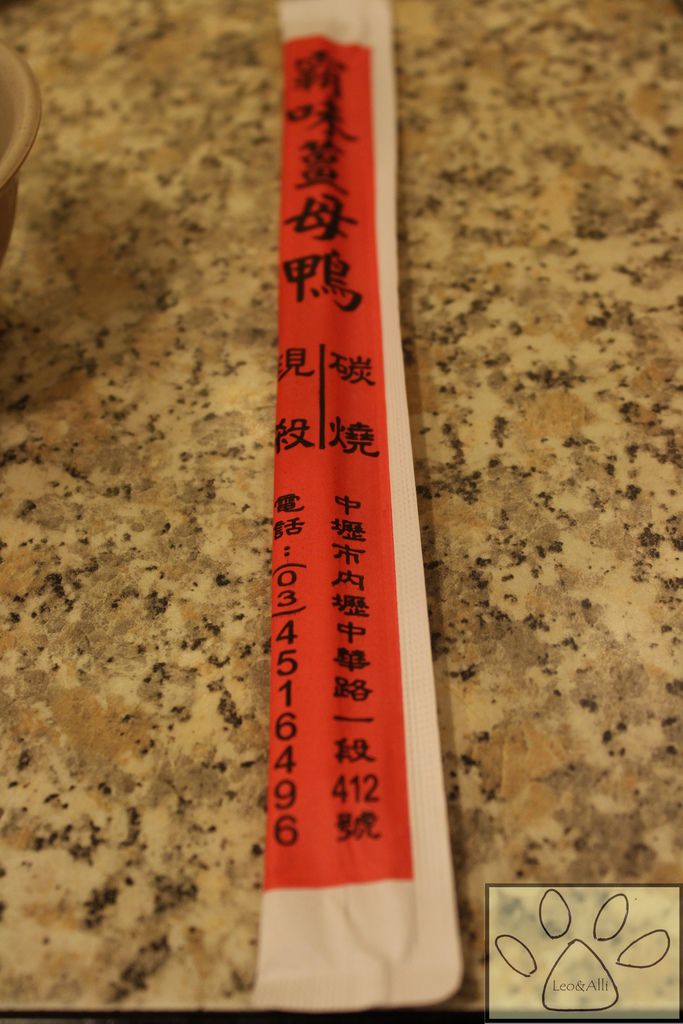 霸味薑母鴨
碳燒
現殺
中壢市內壢中華路一段412號
電話：(03)4516496
Leo&Alli